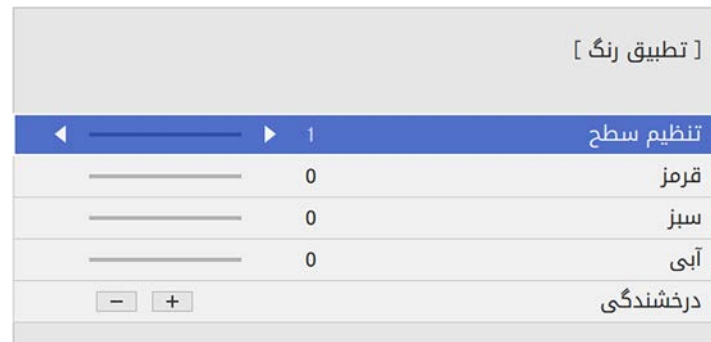 [ تطبیق رنگ ]
تنظیم سطح 1
قرمز 0
سبز 0
آبی 0
درخشندگی + −